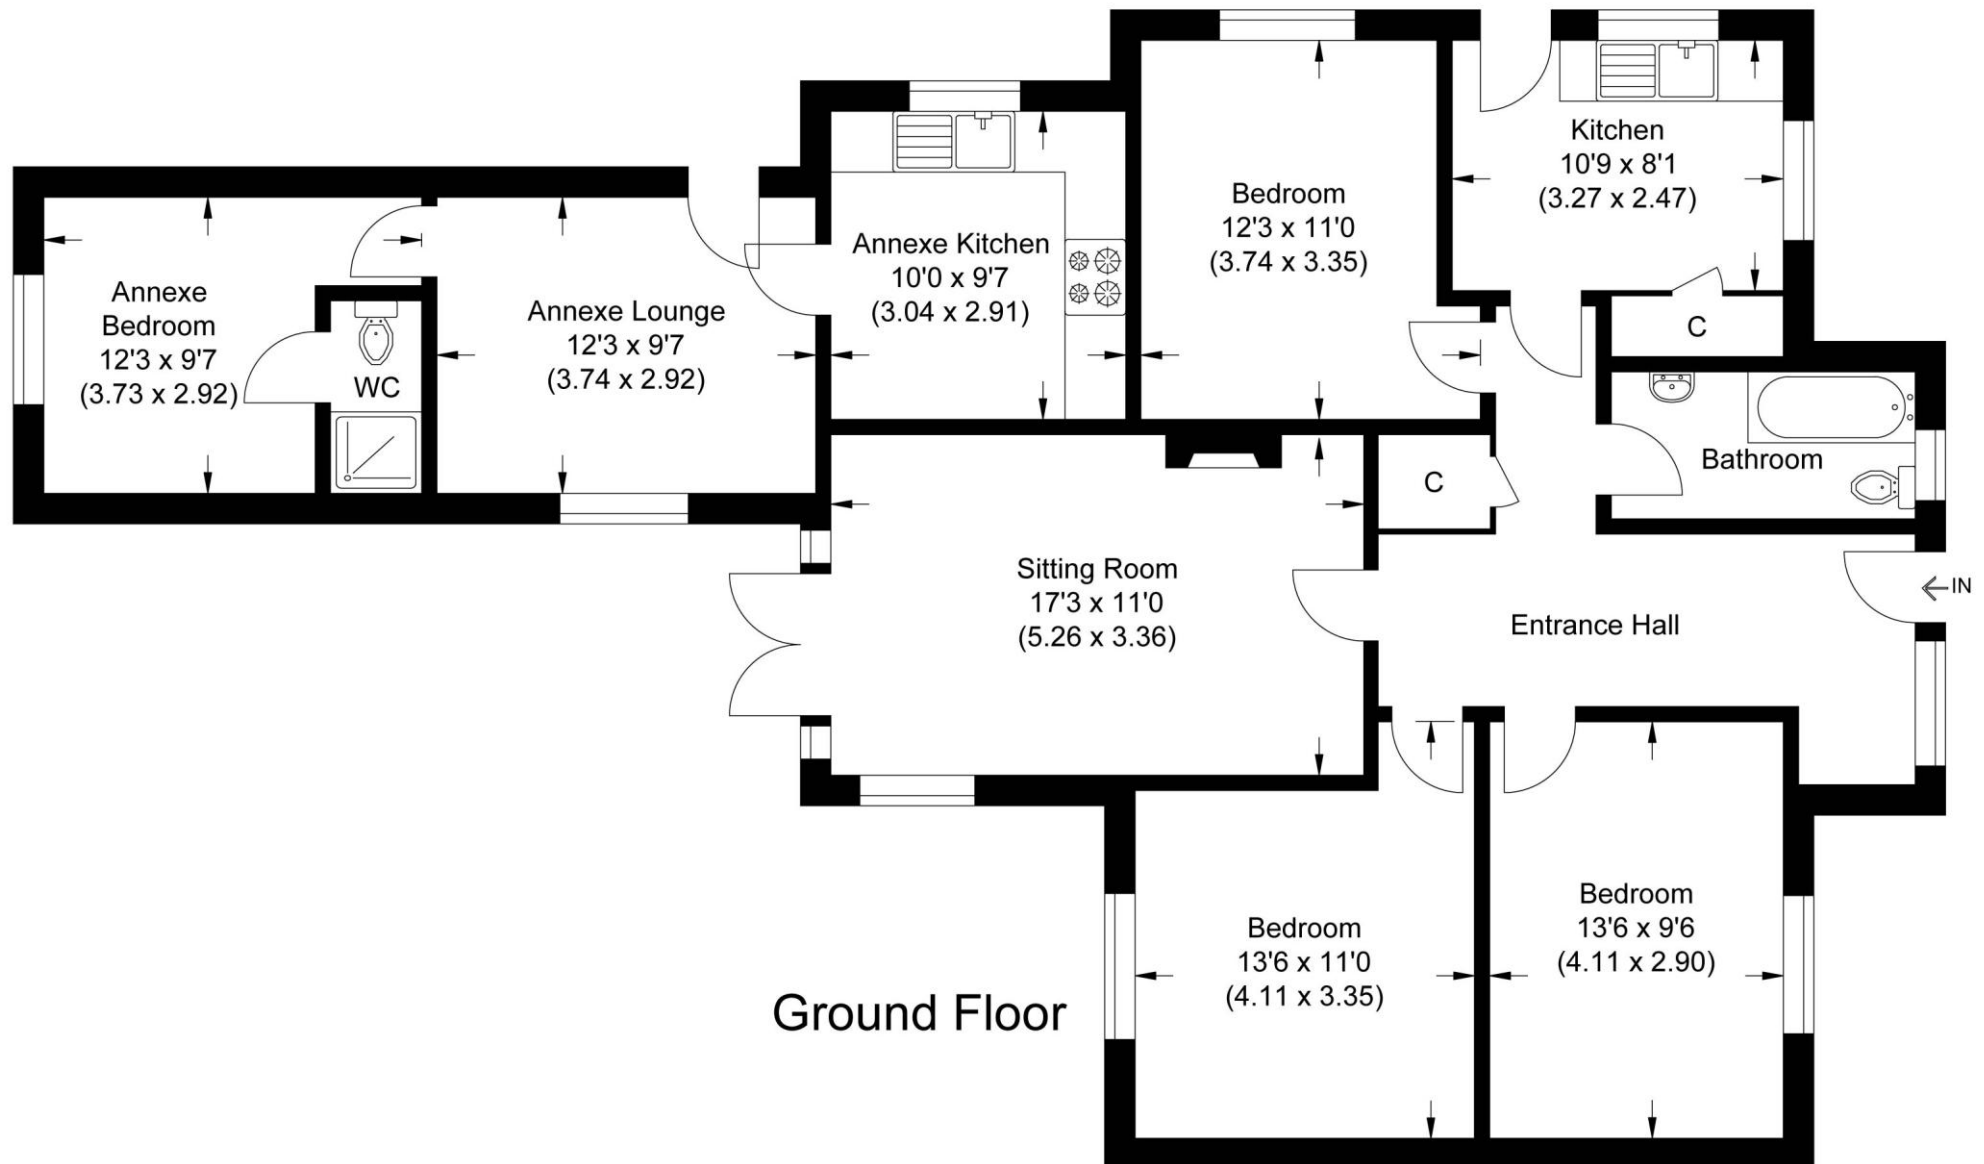 Kitchen
10'9 x 8'1
(3.27 x 2.47)
Bedroom
12'3 x 11'0
(3.74 x 3.35)
Annexe Kitchen
10'0 x 9'7
(3.04 x 2.91)
Annexe
Bedroom
12'3 x 9'7
(3.73 x 2.92)
WC
Annexe Lounge
12'3 x 9'7
(3.74 x 2.92)
C
Bathroom
C
Sitting Room
17'3 x 11'0
(5.26 x 3.36)
IN
Entrance Hall
Bedroom
13'6 x 11'0
(4.11 x 3.35)
Bedroom
13'6 x 9'6
(4.11 x 2.90)
Ground Floor